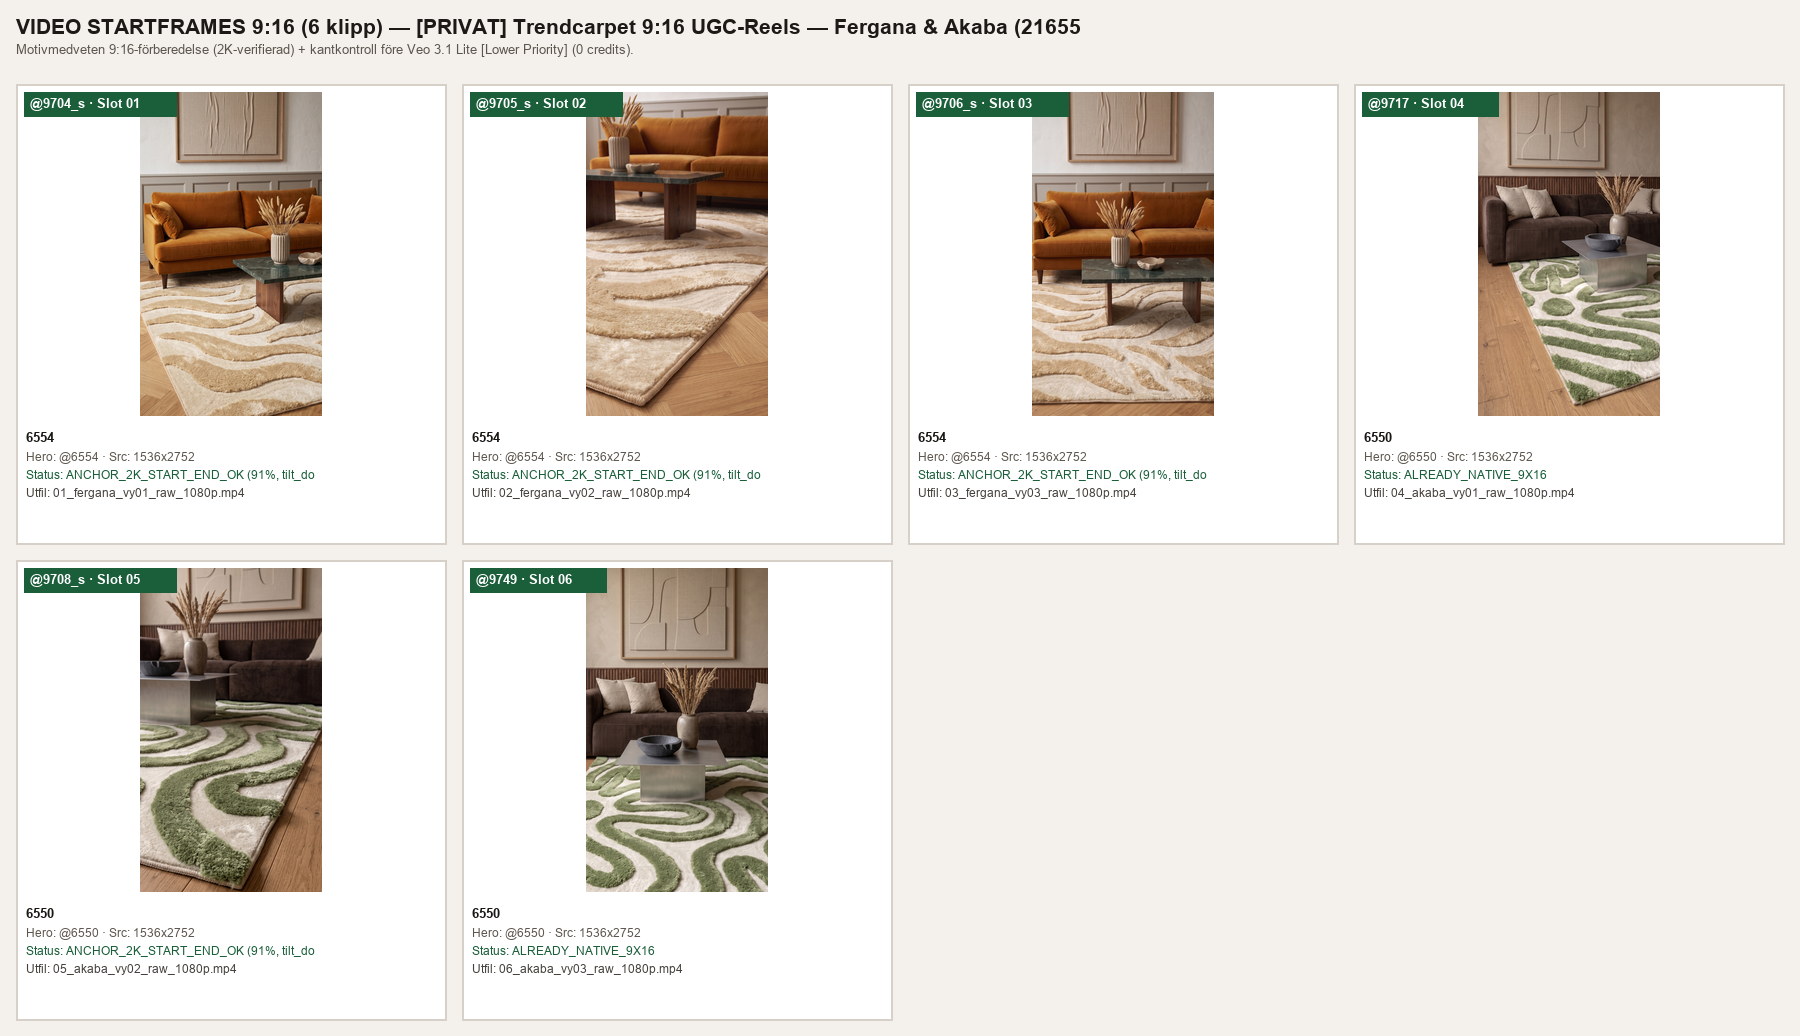 VIDEO STARTFRAMES 9:16 (6 klipp) — [PRIVAT] Trendcarpet 9:16 UGC-Reels — Fergana & Akaba (21655
Motivmedveten 9:16-förberedelse (2K-verifierad) + kantkontroll före Veo 3.1 Lite [Lower Priority] (0 credits).
@9704_s · Slot 01
6554
Hero: @6554 · Src: 1536x2752
Status: ANCHOR_2K_START_END_OK (91%, tilt_do
Utfil: 01_fergana_vy01_raw_1080p.mp4
@9705_s · Slot 02
6554
Hero: @6554 · Src: 1536x2752
Status: ANCHOR_2K_START_END_OK (91%, tilt_do
Utfil: 02_fergana_vy02_raw_1080p.mp4
@9706_s · Slot 03
6554
Hero: @6554 · Src: 1536x2752
Status: ANCHOR_2K_START_END_OK (91%, tilt_do
Utfil: 03_fergana_vy03_raw_1080p.mp4
@9717 · Slot 04
6550
Hero: @6550 · Src: 1536x2752
Status: ALREADY_NATIVE_9X16
Utfil: 04_akaba_vy01_raw_1080p.mp4
@9708_s · Slot 05
6550
Hero: @6550 · Src: 1536x2752
Status: ANCHOR_2K_START_END_OK (91%, tilt_do
Utfil: 05_akaba_vy02_raw_1080p.mp4
@9749 · Slot 06
6550
Hero: @6550 · Src: 1536x2752
Status: ALREADY_NATIVE_9X16
Utfil: 06_akaba_vy03_raw_1080p.mp4